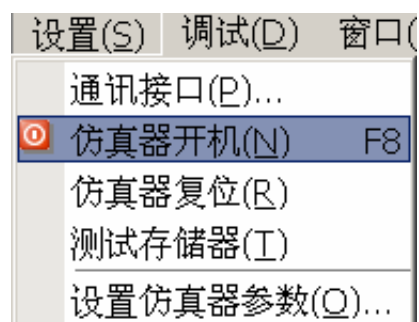 设置(S) 调试(D) 窗口(
通讯接口(P)...
仿真器开机(N) F8
仿真器复位(R)
测试存储器(T)
设置仿真器参数(O)...